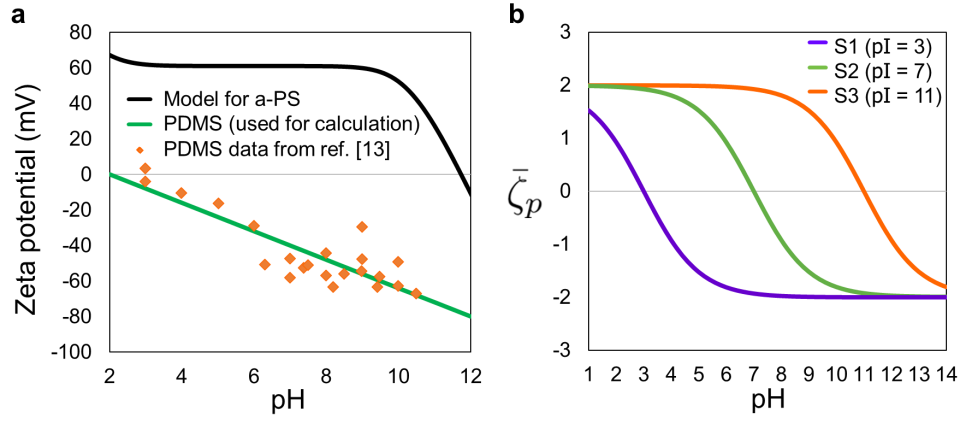 a
Zeta potential (mV)
80
60
40
20
0
-20
-40
-60
-80
-100
Model for a-PS
PDMS (used for calculation)
PDMS data from ref. [13]
2 4 6 8 10 12
pH
b
ζ̄p
3
2
1
0
-1
-2
-3
S1 (pI = 3)
S2 (pI = 7)
S3 (pI = 11)
1 2 3 4 5 6 7 8 9 10 11 12 13 14
pH